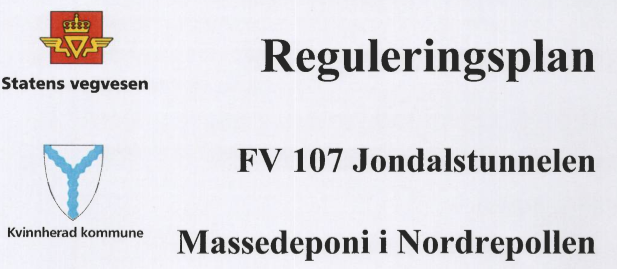 Statens vegvesen
Reguleringsplan
FV 107 Jondalstunnelen
Kvinnherad kommune
Massedeponi i Nordrepollen